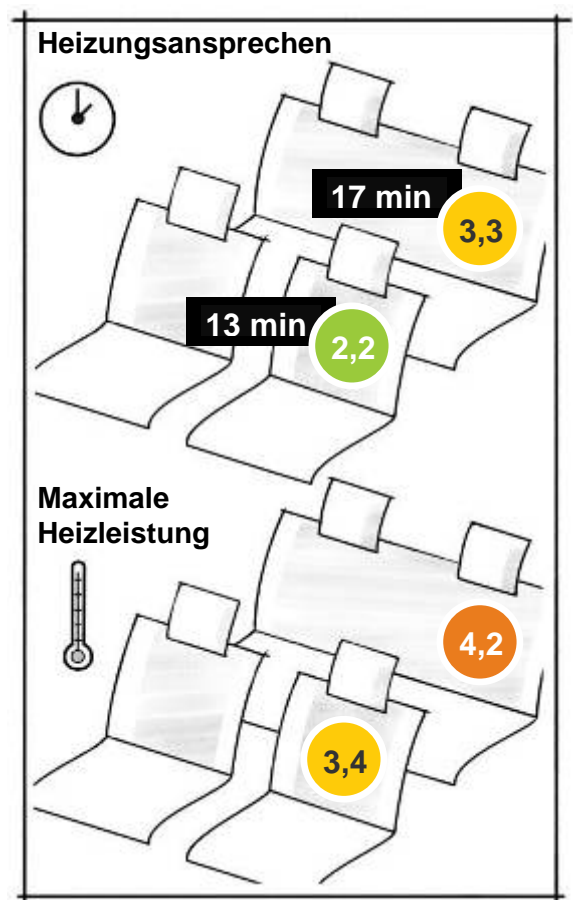 Heizungsansprechen
17 min
3,3
13 min
2,2
Maximale
Heizleistung
4,2
3,4